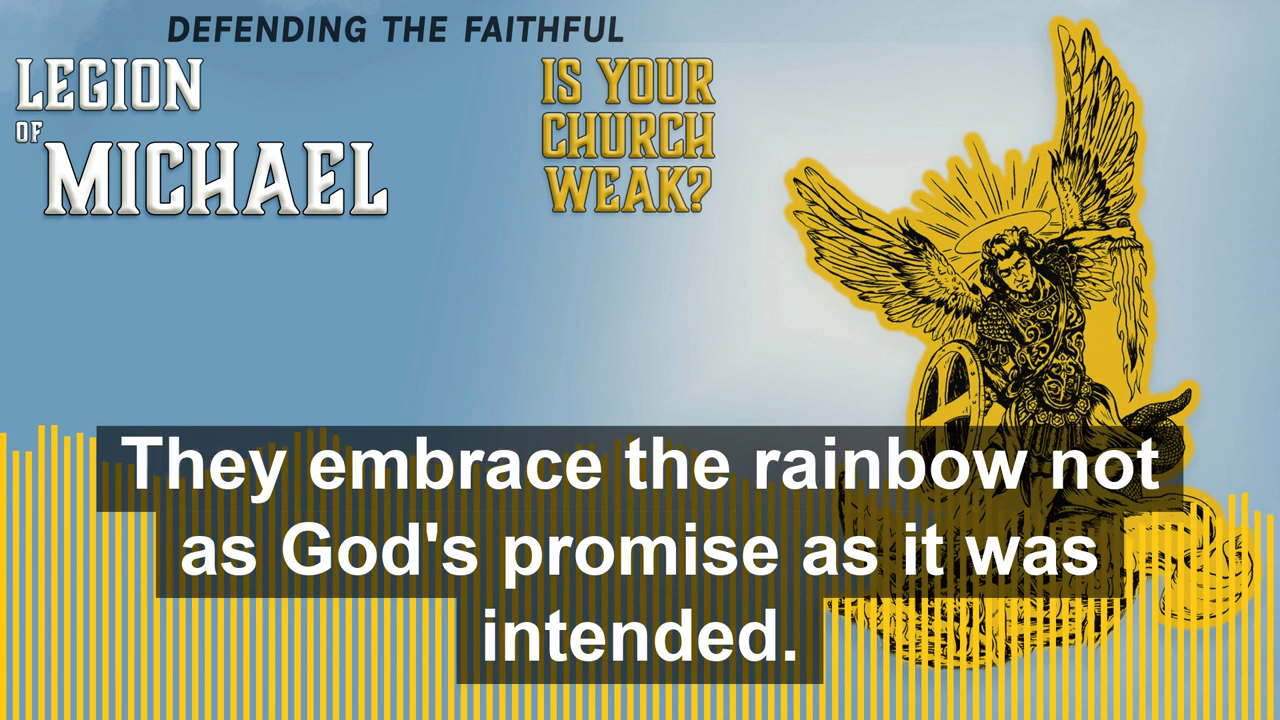 DEFENDING THE FAITHFUL
LEGION
OF
MICHAEL
IS YOUR
CHURCH
WEAK?
They embrace the rainbow not
as God's promise as it was
intended.